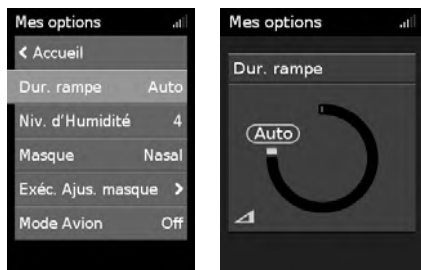 Mes options
< Accueil
Dur. rampe Auto
Niv. d'Humidité 4
Masque Nasal
Exéc. Ajus. masque >
Mode Avion Off
Mes options
Dur. rampe
Auto